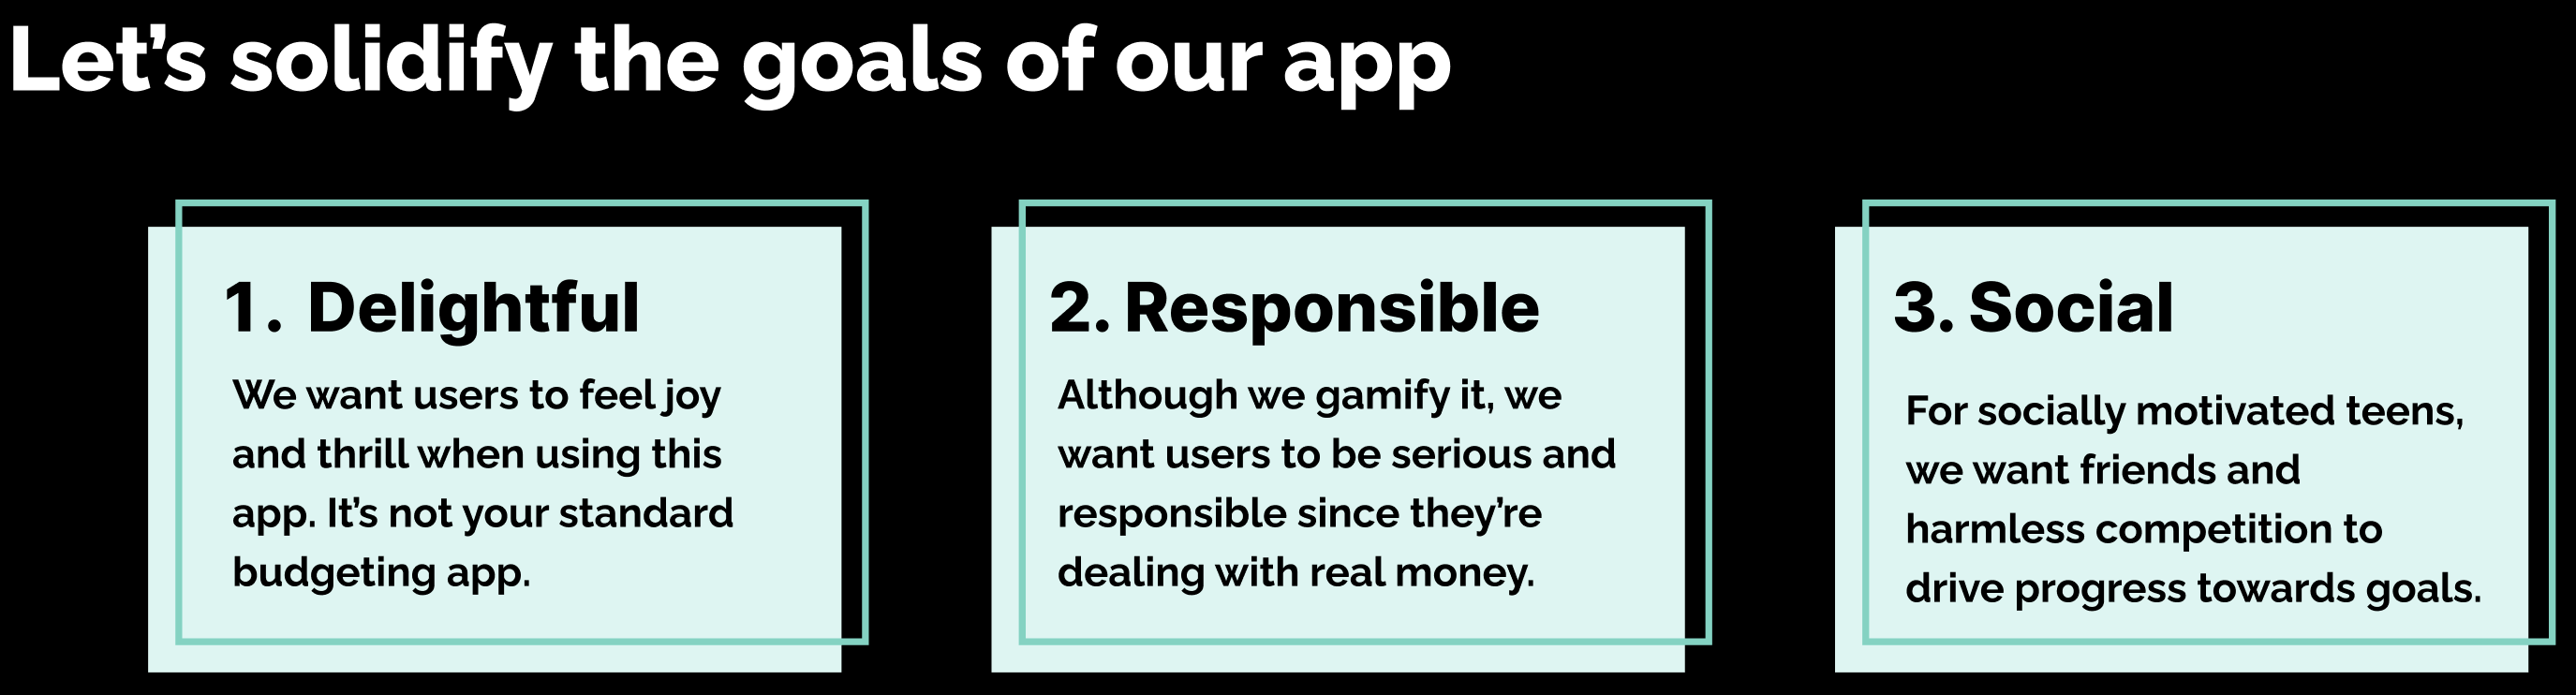 Let’s solidify the goals of our app
1. Delightful
We want users to feel joy
and thrill when using this
app. It’s not your standard
budgeting app.
2. Responsible
Although we gamify it, we
want users to be serious and
responsible since they’re
dealing with real money.
3. Social
For socially motivated teens,
we want friends and
harmless competition to
drive progress towards goals.